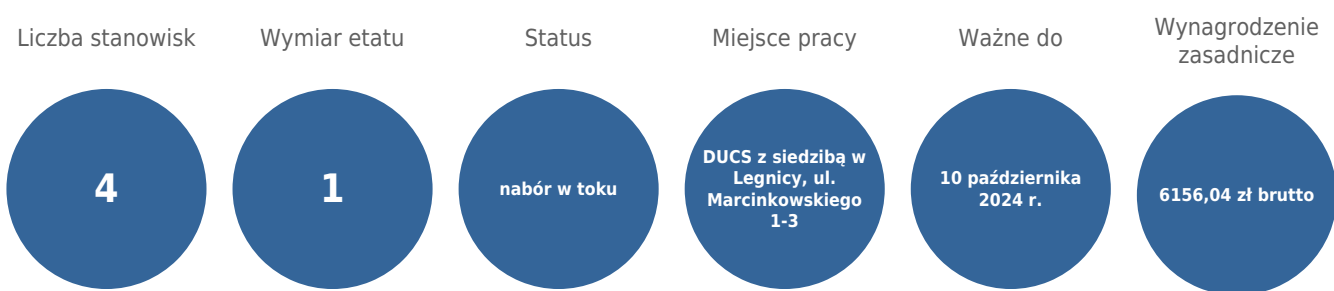 Liczba stanowisk
4
Wymiar etatu
1
Status
nabór w toku
Miejsce pracy
DUCS z siedzibą w
Legnicy, ul.
Marcinkowskiego
1-3
Ważne do
10 października
2024 r.
Wynagrodzenie
zasadnicze
6156,04 zł brutto